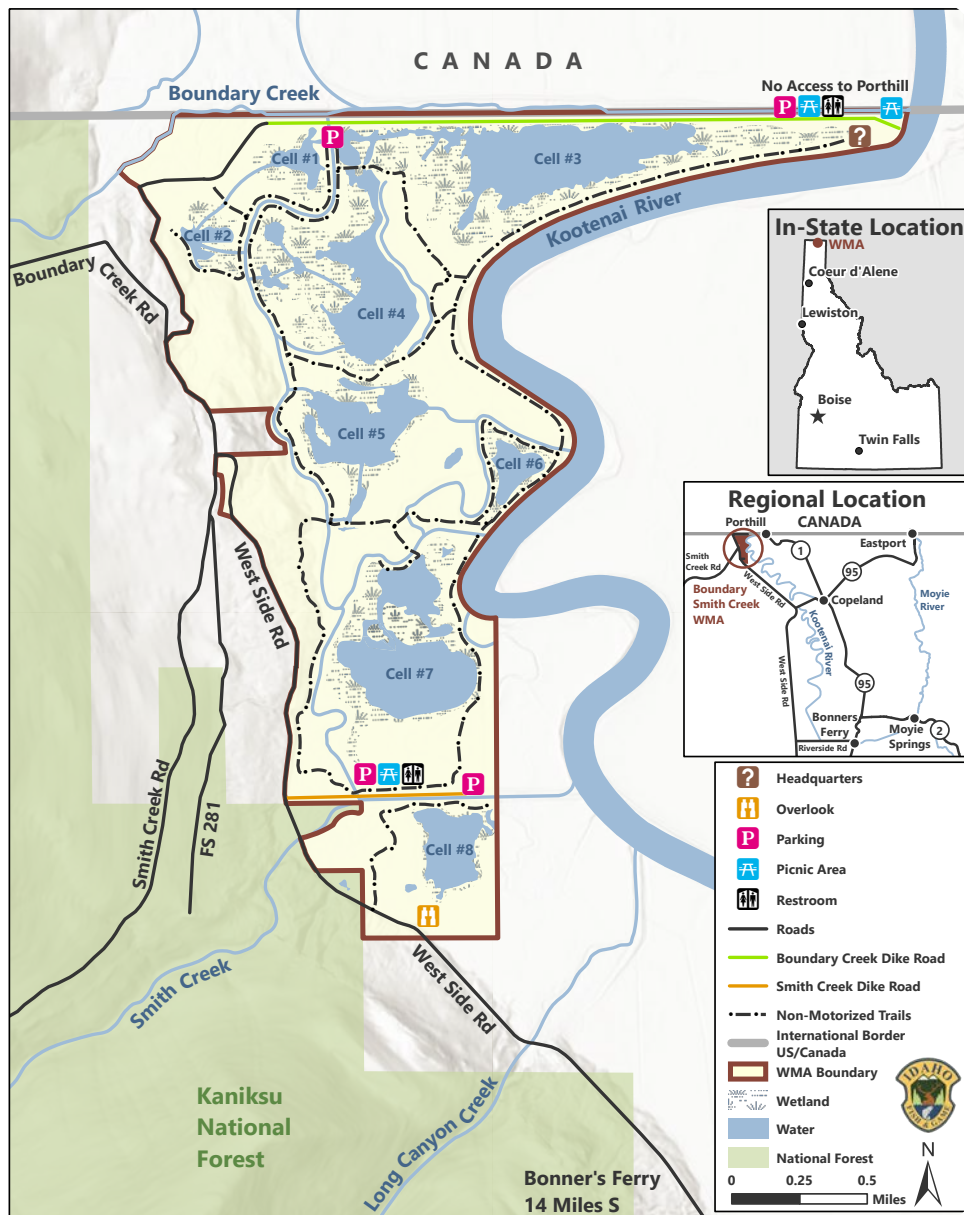 CANADA
No Access to Porthill
Boundary Creek
P
P
Cell #1
Cell #3
?
Kootenai River
Cell #2
Boundary
Creek Rd
Cell #4
In-State Location
WMA
Coeur d'Alene
Lewiston
Boise
Twin Falls
Cell #5
Cell #6
West Side Rd
Regional Location
Porthill
CANADA
Eastport
1
Smith
Creek Rd
95
West Side Rd
Boundary
Smith Creek
WMA
Copeland
Moyie
River
Kootenai River
West Side Rd
95
Bonners
Ferry
Moyie
Springs
2
Riverside Rd
Cell #7
P
P
Smith Creek Rd
FS 281
Cell #8
Smith Creek
West Side Rd
Kaniksu
National
Forest
Long Canyon Creek
Bonner's Ferry
14 Miles S
? Headquarters
Overlook
P Parking
Picnic Area
Restroom
Roads
Boundary Creek Dike Road
Smith Creek Dike Road
Non-Motorized Trails
International Border
US/Canada
WMA Boundary
Wetland
Water
National Forest
IDAHO
FISH & GAME
N
0 0.25 0.5
Miles